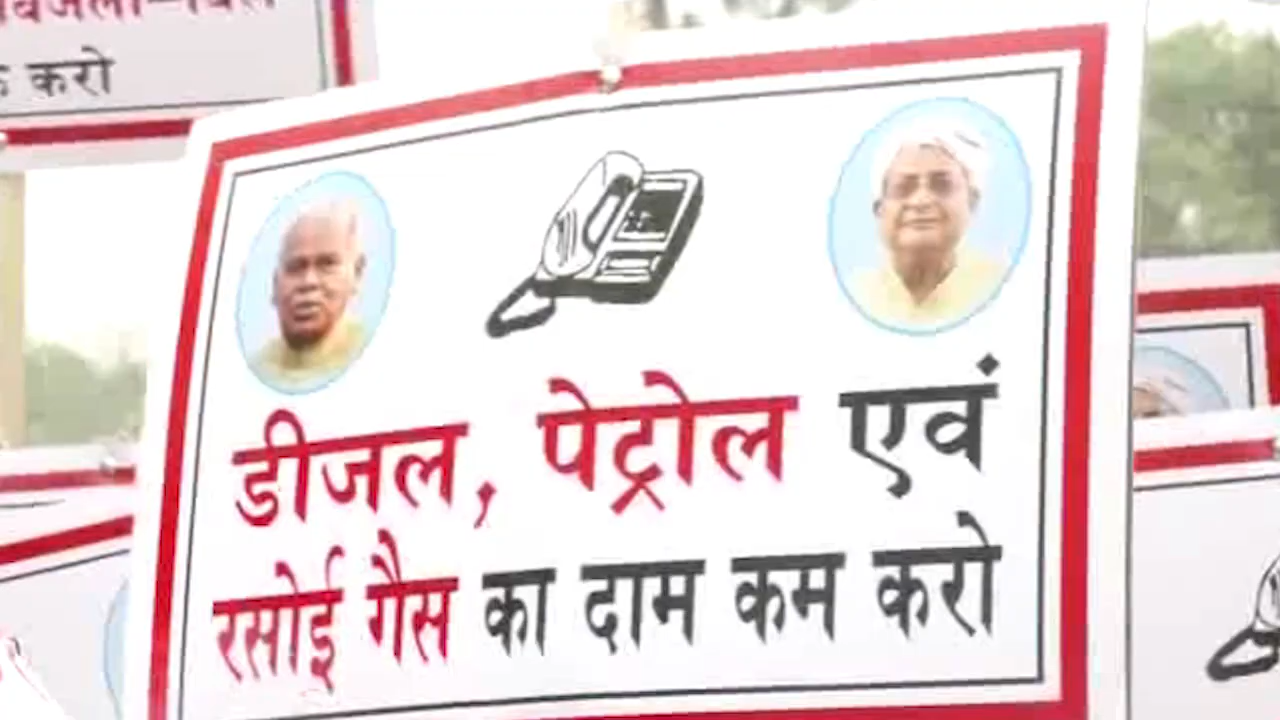 करो
डीजल, पेट्रोल एवं
रसोई गैस का दाम कम करो